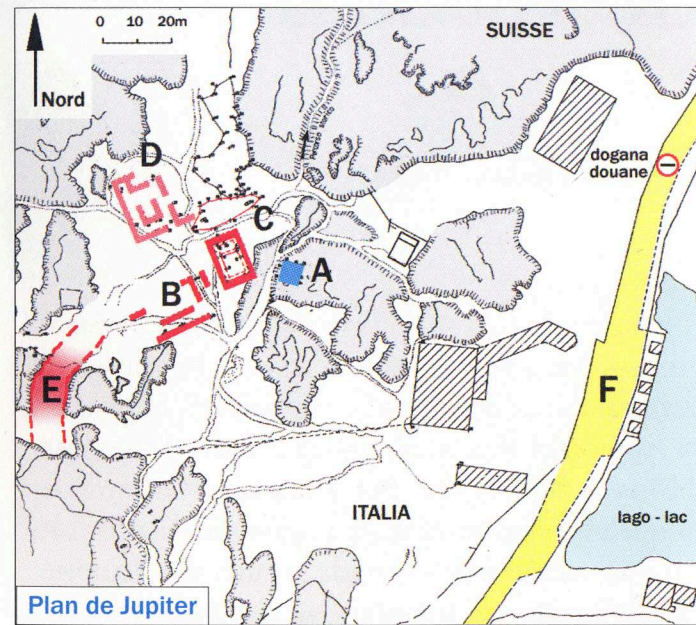 0 10 20m
SUISSE
Nord
D
dogana
douane
C
A
B
E
F
ITALIA
lago - lac
Plan de Jupiter